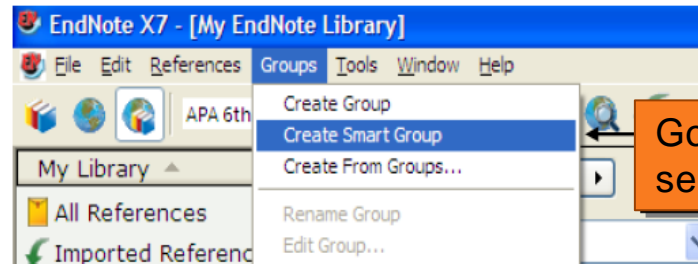 EndNote X7 - [My EndNote Library]
File Edit References Groups Tools Window Help
APA 6th
Create Group
Create Smart Group
Create From Groups...
Rename Group
Edit Group...
My Library
All References
Imported Referenc
Go
se